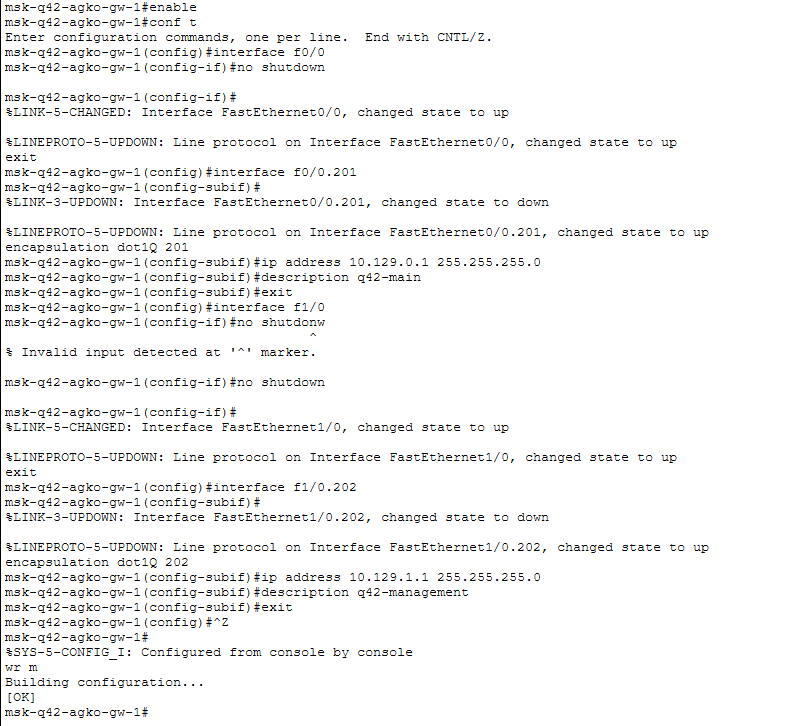 msk-q42-agko-gw-1#enable
msk-q42-agko-gw-1#conf t
Enter configuration commands, one per line.  End with CNTL/Z.
msk-q42-agko-gw-1(config)#interface f0/0
msk-q42-agko-gw-1(config-if)#no shutdown
msk-q42-agko-gw-1(config-if)#
%LINK-5-CHANGED: Interface FastEthernet0/0, changed state to up
%LINEPROTO-5-UPDOWN: Line protocol on Interface FastEthernet0/0, changed state to up
exit
msk-q42-agko-gw-1(config)#interface f0/0.201
msk-q42-agko-gw-1(config-subif)#
%LINK-3-UPDOWN: Interface FastEthernet0/0.201, changed state to down
%LINEPROTO-5-UPDOWN: Line protocol on Interface FastEthernet0/0.201, changed state to up
encapsulation dot1Q 201
msk-q42-agko-gw-1(config-subif)#ip address 10.129.0.1 255.255.255.0
msk-q42-agko-gw-1(config-subif)#description q42-main
msk-q42-agko-gw-1(config-subif)#exit
msk-q42-agko-gw-1(config)#interface f1/0
msk-q42-agko-gw-1(config-if)#no shutdonw
^
% Invalid input detected at '^' marker.
msk-q42-agko-gw-1(config-if)#no shutdown
msk-q42-agko-gw-1(config-if)#
%LINK-5-CHANGED: Interface FastEthernet1/0, changed state to up
%LINEPROTO-5-UPDOWN: Line protocol on Interface FastEthernet1/0, changed state to up
exit
msk-q42-agko-gw-1(config)#interface f1/0.202
msk-q42-agko-gw-1(config-subif)#
%LINK-3-UPDOWN: Interface FastEthernet1/0.202, changed state to down
%LINEPROTO-5-UPDOWN: Line protocol on Interface FastEthernet1/0.202, changed state to up
encapsulation dot1Q 202
msk-q42-agko-gw-1(config-subif)#ip address 10.129.1.1 255.255.255.0
msk-q42-agko-gw-1(config-subif)#description q42-management
msk-q42-agko-gw-1(config-subif)#exit
msk-q42-agko-gw-1(config)#^Z
msk-q42-agko-gw-1#
%SYS-5-CONFIG_I: Configured from console by console
wr m
Building configuration...
[OK]
msk-q42-agko-gw-1#